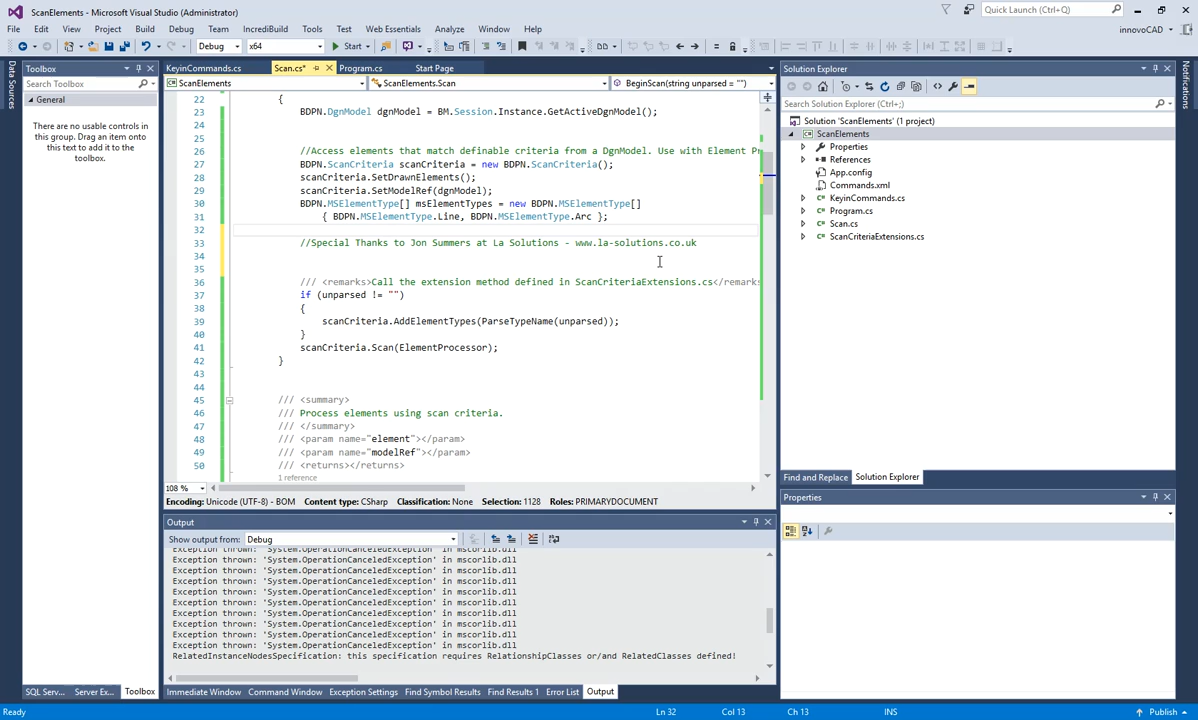 ScanElements - Microsoft Visual Studio (Administrator)
Quick Launch (Ctrl+Q)
File Edit View Project Build Debug Team IncrediBuild Tools Test Web Essentials Analyze Window Help
innovoCAD
Debug x64 Start
Data Sources
Toolbox
Search Toolbox
General
There are no usable controls in
this group. Drag an item onto
this text to add it to the
toolbox.
SQL Serv... Server Ex... Toolbox
KeyinCommands.cs Scan.cs* Program.cs Start Page
ScanElements ScanElements.Scan BeginScan(string unparsed = "")
22 {
23 BDPN.DgnModel dgnModel = BM.Session.Instance.GetActiveDgnModel();
24
25
26 //Access elements that match definable criteria from a DgnModel. Use with Element Pr
27 BDPN.ScanCriteria scanCriteria = new BDPN.ScanCriteria();
28 scanCriteria.SetDrawnElements();
29 scanCriteria.SetModelRef(dgnModel);
30 BDPN.MSElementType[] msElementTypes = new BDPN.MSElementType[]
31 { BDPN.MSElementType.Line, BDPN.MSElementType.Arc };
32
33 //Special Thanks to Jon Summers at La Solutions - www.la-solutions.co.uk
34
35
36 /// <remarks>Call the extension method defined in ScanCriteriaExtensions.cs</remarks
37 if (unparsed != "")
38 {
39 scanCriteria.AddElementTypes(ParseTypeName(unparsed));
40 }
41 scanCriteria.Scan(ElementProcessor);
42 }
43
44
45 /// <summary>
46 /// Process elements using scan criteria.
47 /// </summary>
48 /// <param name="element"></param>
49 /// <param name="modelRef"></param>
50 /// <returns></returns>
1 reference
108 %
Encoding: Unicode (UTF-8) - BOM Content type: CSharp Classification: None Selection: 1128 Roles: PRIMARYDOCUMENT
Output
Show output from: Debug
Exception thrown: 'System.OperationCanceledException' in mscorlib.dll
Exception thrown: 'System.OperationCanceledException' in mscorlib.dll
Exception thrown: 'System.OperationCanceledException' in mscorlib.dll
Exception thrown: 'System.OperationCanceledException' in mscorlib.dll
Exception thrown: 'System.OperationCanceledException' in mscorlib.dll
Exception thrown: 'System.OperationCanceledException' in mscorlib.dll
Exception thrown: 'System.OperationCanceledException' in mscorlib.dll
Exception thrown: 'System.OperationCanceledException' in mscorlib.dll
Exception thrown: 'System.OperationCanceledException' in mscorlib.dll
Exception thrown: 'System.OperationCanceledException' in mscorlib.dll
RelatedInstanceNodesSpecification: this specification requires RelationshipClasses or/and RelatedClasses defined!
Immediate Window Command Window Exception Settings Find Symbol Results Find Results 1 Error List Output
Solution Explorer
Search Solution Explorer (Ctrl+;)
Solution 'ScanElements' (1 project)
ScanElements
Properties
References
App.config
Commands.xml
KeyinCommands.cs
Program.cs
Scan.cs
ScanCriteriaExtensions.cs
Find and Replace Solution Explorer
Properties
Notifications
Ready Ln 32 Col 13 Ch 13 INS Publish